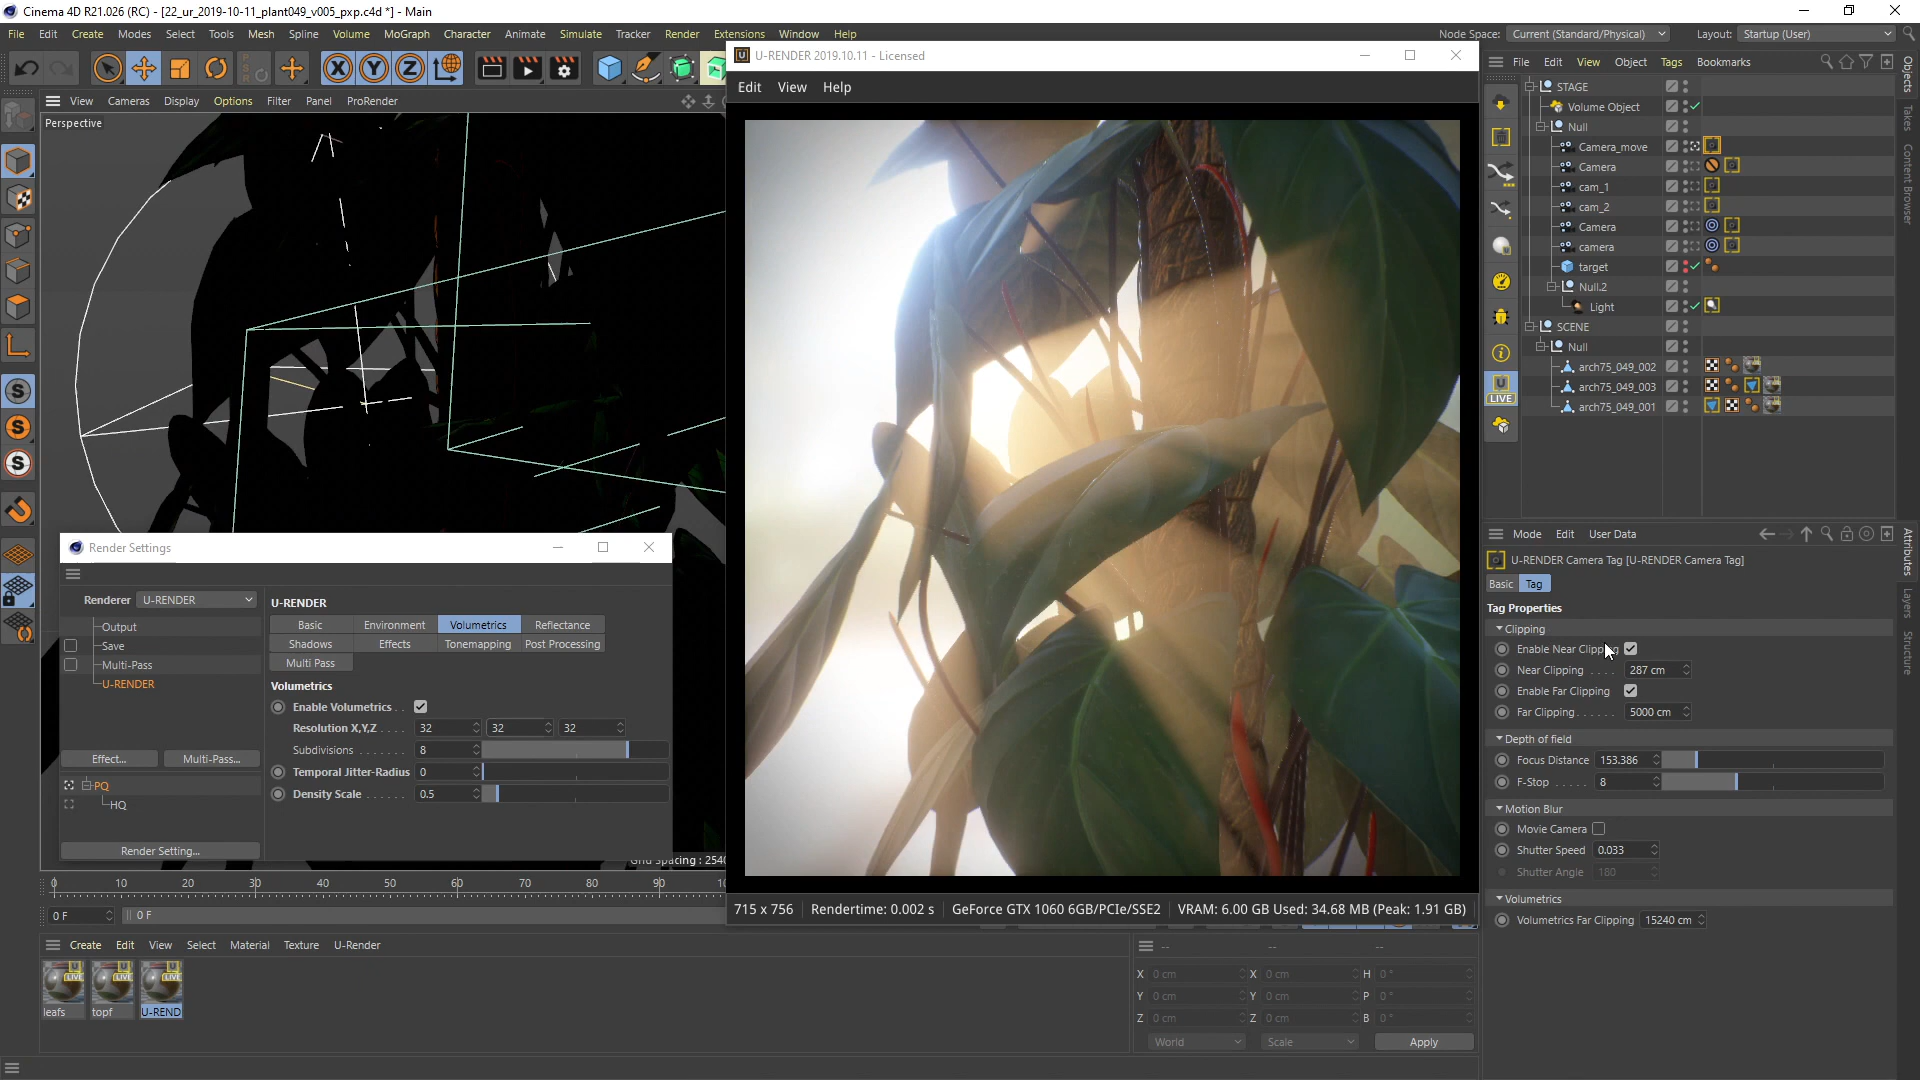 Cinema 4D R21.026 (RC) - [22_ur_2019-10-11_plant049_v005_pxp.c4d *] - Main
File Edit Create Modes Select Tools Mesh Spline Volume MoGraph Character Animate Simulate Tracker Render Extensions Window Help
Node Space: Current (Standard/Physical) Layout: Startup (User)
View Cameras Display Options Filter Panel ProRender
Perspective
U-RENDER 2019.10.11 - Licensed
Edit View Help
715 x 756 Rendertime: 0.002 s GeForce GTX 1060 6GB/PCIe/SSE2 VRAM: 6.00 GB Used: 34.68 MB (Peak: 1.91 GB)
File Edit View Object Tags Bookmarks
STAGE
Volume Object
Null
Camera_move
Camera
cam_1
cam_2
Camera
camera
target
Null.2
Light
SCENE
Null
arch75_049_002
arch75_049_003
arch75_049_001
LIVE
Objects
Takes
Content Browser
Attributes
Layers
Structure
Mode Edit User Data
U-RENDER Camera Tag [U-RENDER Camera Tag]
Basic Tag
Tag Properties
Clipping
Enable Near Clipping
Near Clipping . . . . 287 cm
Enable Far Clipping
Far Clipping. . . . . . 5000 cm
Depth of field
Focus Distance 153.386
F-Stop . . . . . 8
Motion Blur
Movie Camera
Shutter Speed 0.033
Shutter Angle 180
Volumetrics
Volumetrics Far Clipping 15240 cm
Render Settings
Renderer U-RENDER
Output
Save
Multi-Pass
U-RENDER
Effect... Multi-Pass...
PQ
HQ
Render Setting...
U-RENDER
Basic Environment Volumetrics Reflectance
Shadows Effects Tonemapping Post Processing
Multi Pass
Volumetrics
Enable Volumetrics . .
Resolution X,Y,Z . . . . 32 32 32
Subdivisions . . . . . . . 8
Temporal Jitter-Radius 0
Density Scale . . . . . . 0.5
0 10 20 30 40 50 60 70 80 90
0 F 0 F
Create Edit View Select Material Texture U-Render
LIVE LIVE LIVE
leafs topf U-REND
-- -- --
X 0 cm X 0 cm H 0°
Y 0 cm Y 0 cm P 0°
Z 0 cm Z 0 cm B 0°
World Scale Apply